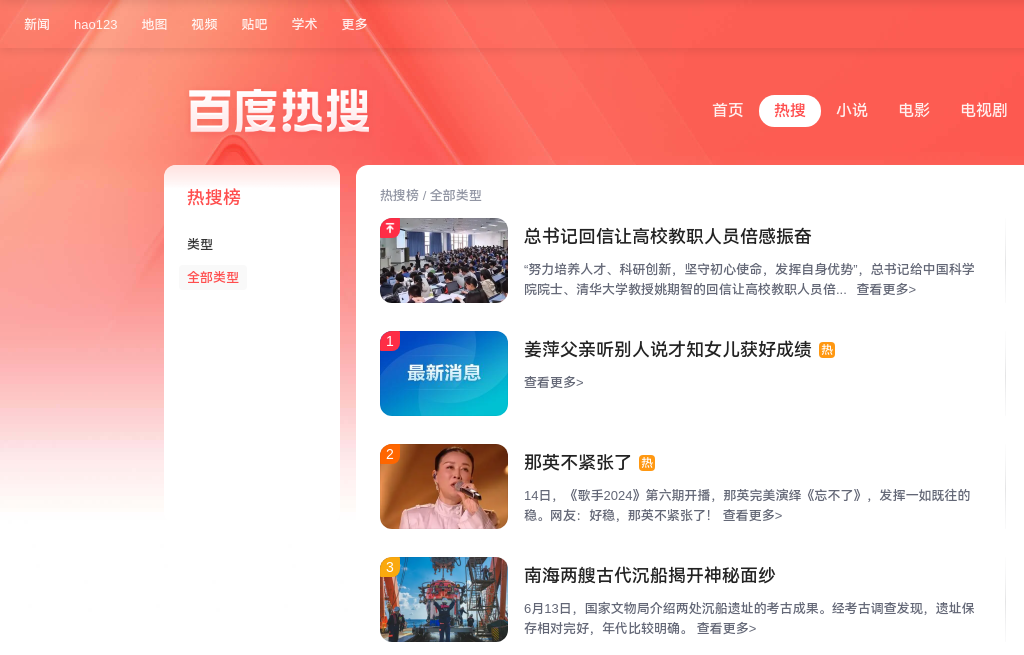 新闻 hao123 地图 视频 贴吧 学术 更多
百度热搜
首页 热搜 小说 电影 电视剧
热搜榜
类型
全部类型
热搜榜 / 全部类型
总书记回信让高校教职人员倍感振奋
“努力培养人才、科研创新，坚守初心使命，发挥自身优势”，总书记给中国科学
院院士、清华大学教授姚期智的回信让高校教职人员倍... 查看更多>
1
最新消息
姜萍父亲听别人说才知女儿获好成绩 热
查看更多>
2
那英不紧张了 热
14日，《歌手2024》第六期开播，那英完美演绎《忘不了》，发挥一如既往的
稳。网友：好稳，那英不紧张了！ 查看更多>
3
南海两艘古代沉船揭开神秘面纱
6月13日，国家文物局介绍两处沉船遗址的考古成果。经考古调查发现，遗址保
存相对完好，年代比较明确。 查看更多>